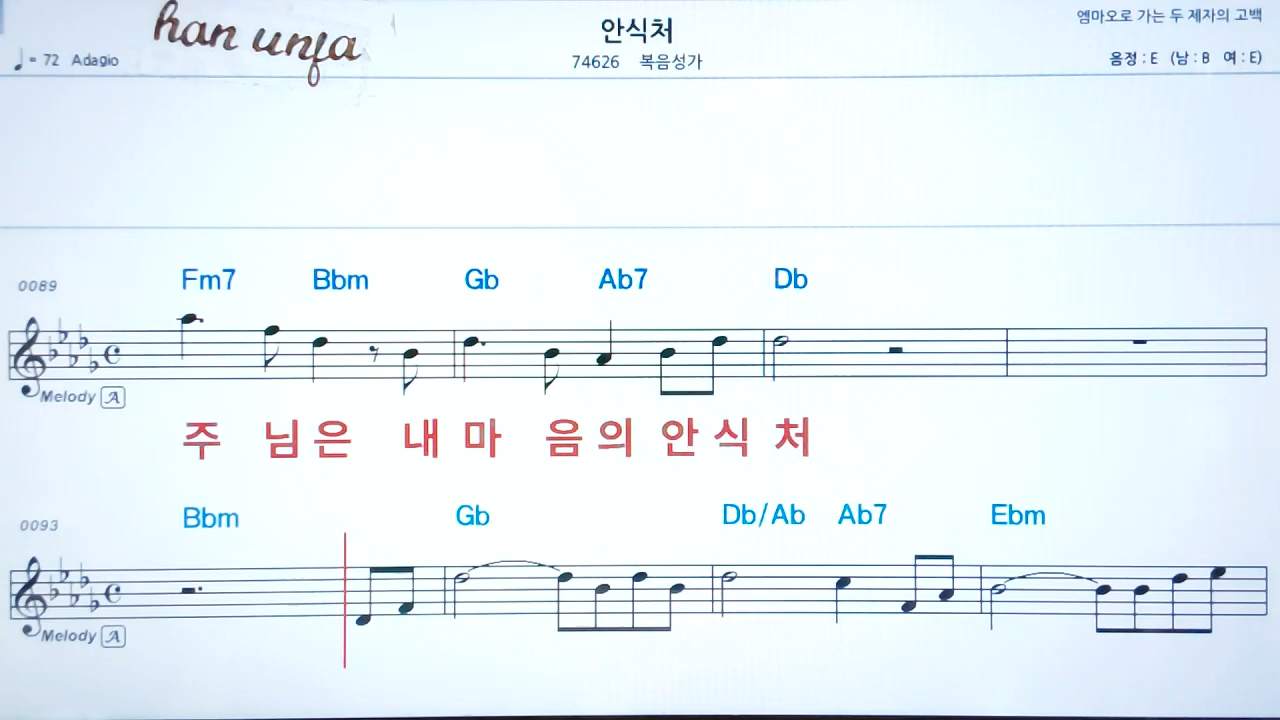 han unja
안식처
엠마오로 가는 두 제자의 고백
♩= 72 Adagio
74626 복음성가
음정 : E (남 : B 여 : E)
0089 Fm7 Bbm Gb Ab7 Db
Melody A
주 님은 내 마 음의 안 식 처
0093 Bbm Gb Db/Ab Ab7 Ebm
Melody A